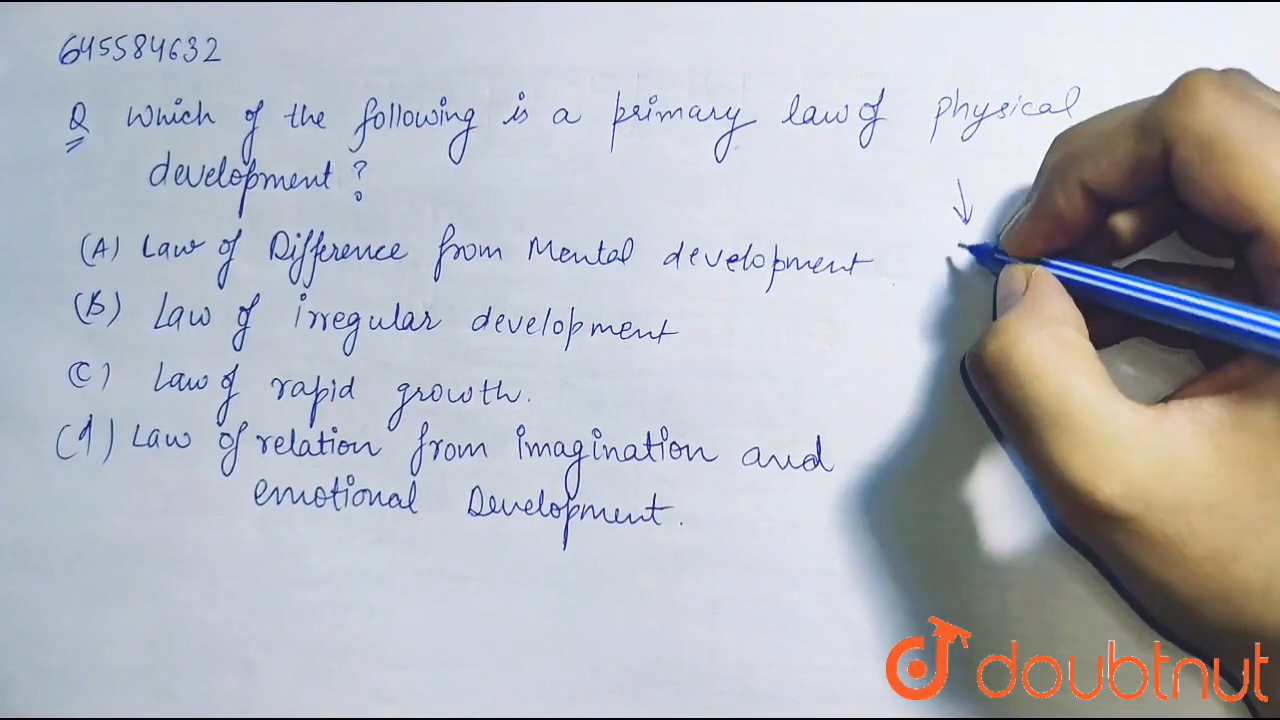 645584632
Q Which of the following is a primary law of physical
development ?
(A) Law of Difference from Mental development
(B) Law of irregular development
(C) Law of rapid growth.
(d) Law of relation from imagination and
emotional Development.
doubtnut